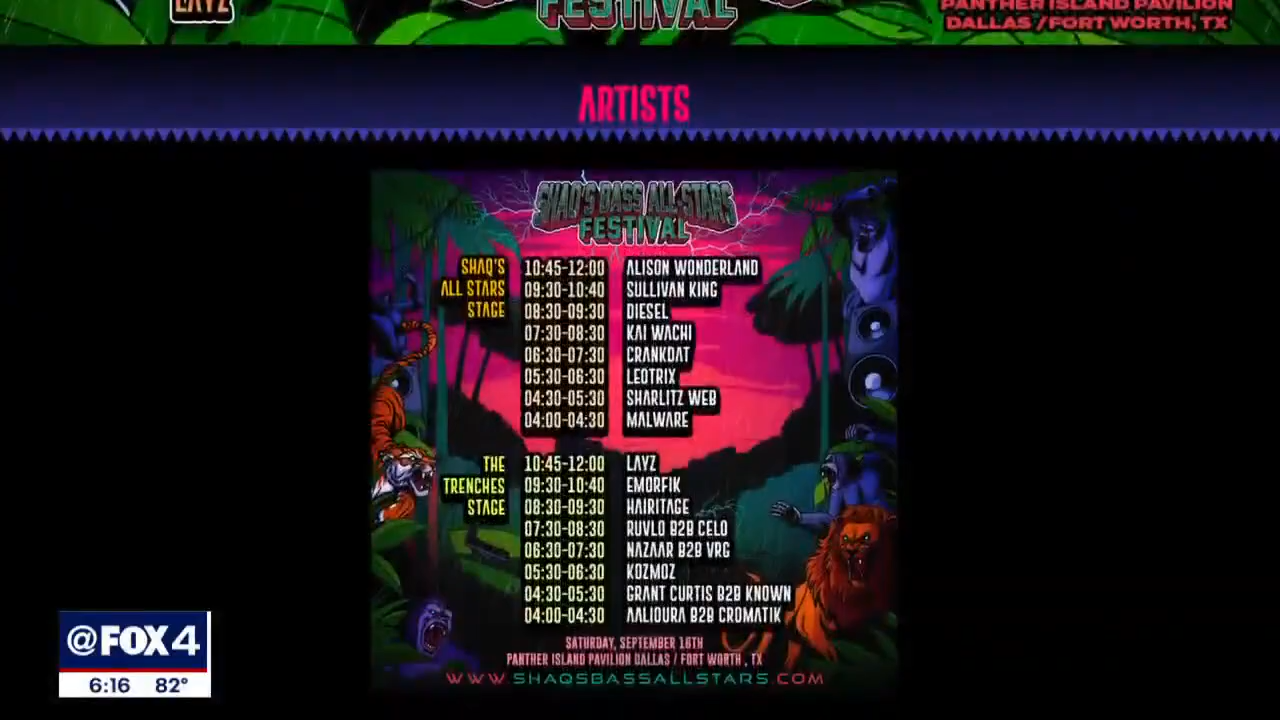 LAYZ
FESTIVAL
PANTHER ISLAND PAVILION
DALLAS / FORT WORTH, TX
ARTISTS
SHAQ'S BASS ALL-STARS
FESTIVAL
SHAQ'S
ALL STARS
STAGE
10:45-12:00 ALISON WONDERLAND
09:30-10:40 SULLIVAN KING
08:30-09:30 DIESEL
07:30-08:30 KAI WACHI
06:30-07:30 CRANKDAT
05:30-06:30 LEOTRIX
04:30-05:30 SHARLITZ WEB
04:00-04:30 MALWARE
THE
TRENCHES
STAGE
10:45-12:00 LAYZ
09:30-10:40 EMORFIK
08:30-09:30 HAIRITAGE
07:30-08:30 RUVLO B2B CELO
06:30-07:30 NAZAAR B2B VRG
05:30-06:30 KOZMOZ
04:30-05:30 GRANT CURTIS B2B KNOWN
04:00-04:30 AALIOURA B2B CROMATIK
SATURDAY, SEPTEMBER 16TH
PANTHER ISLAND PAVILION DALLAS / FORT WORTH , TX
WWW.SHAQSBASSALLSTARS.COM
@FOX 4
6:16 82°